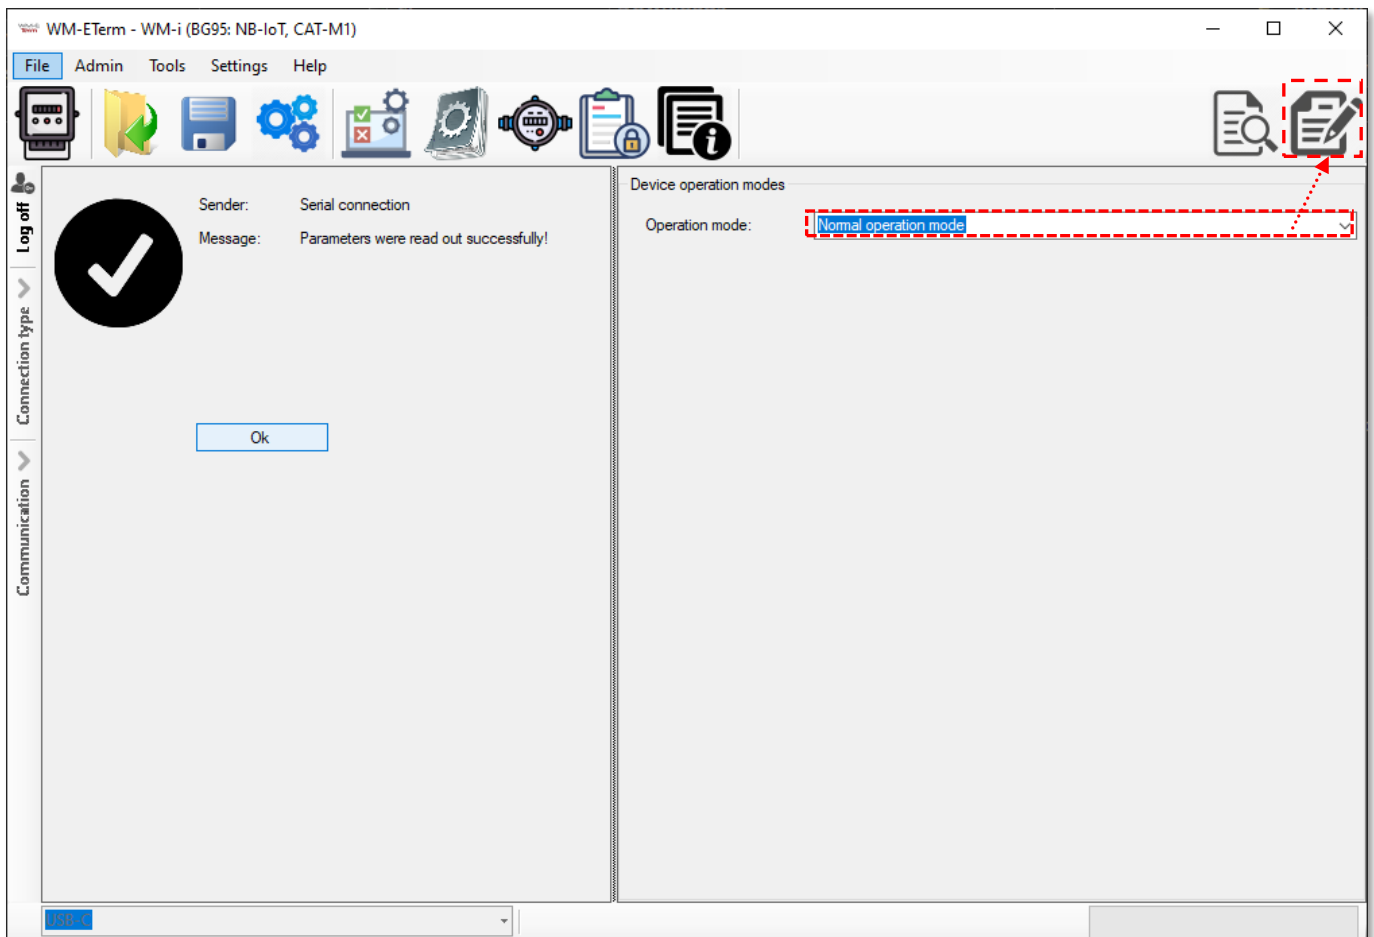 WM-ETerm - WM-i (BG95: NB-IoT, CAT-M1)
File Admin Tools Settings Help
Log off
Connection type
Communication
Sender: Serial connection
Message: Parameters were read out successfully!
Ok
Device operation modes
Operation mode: Normal operation mode
USB-C